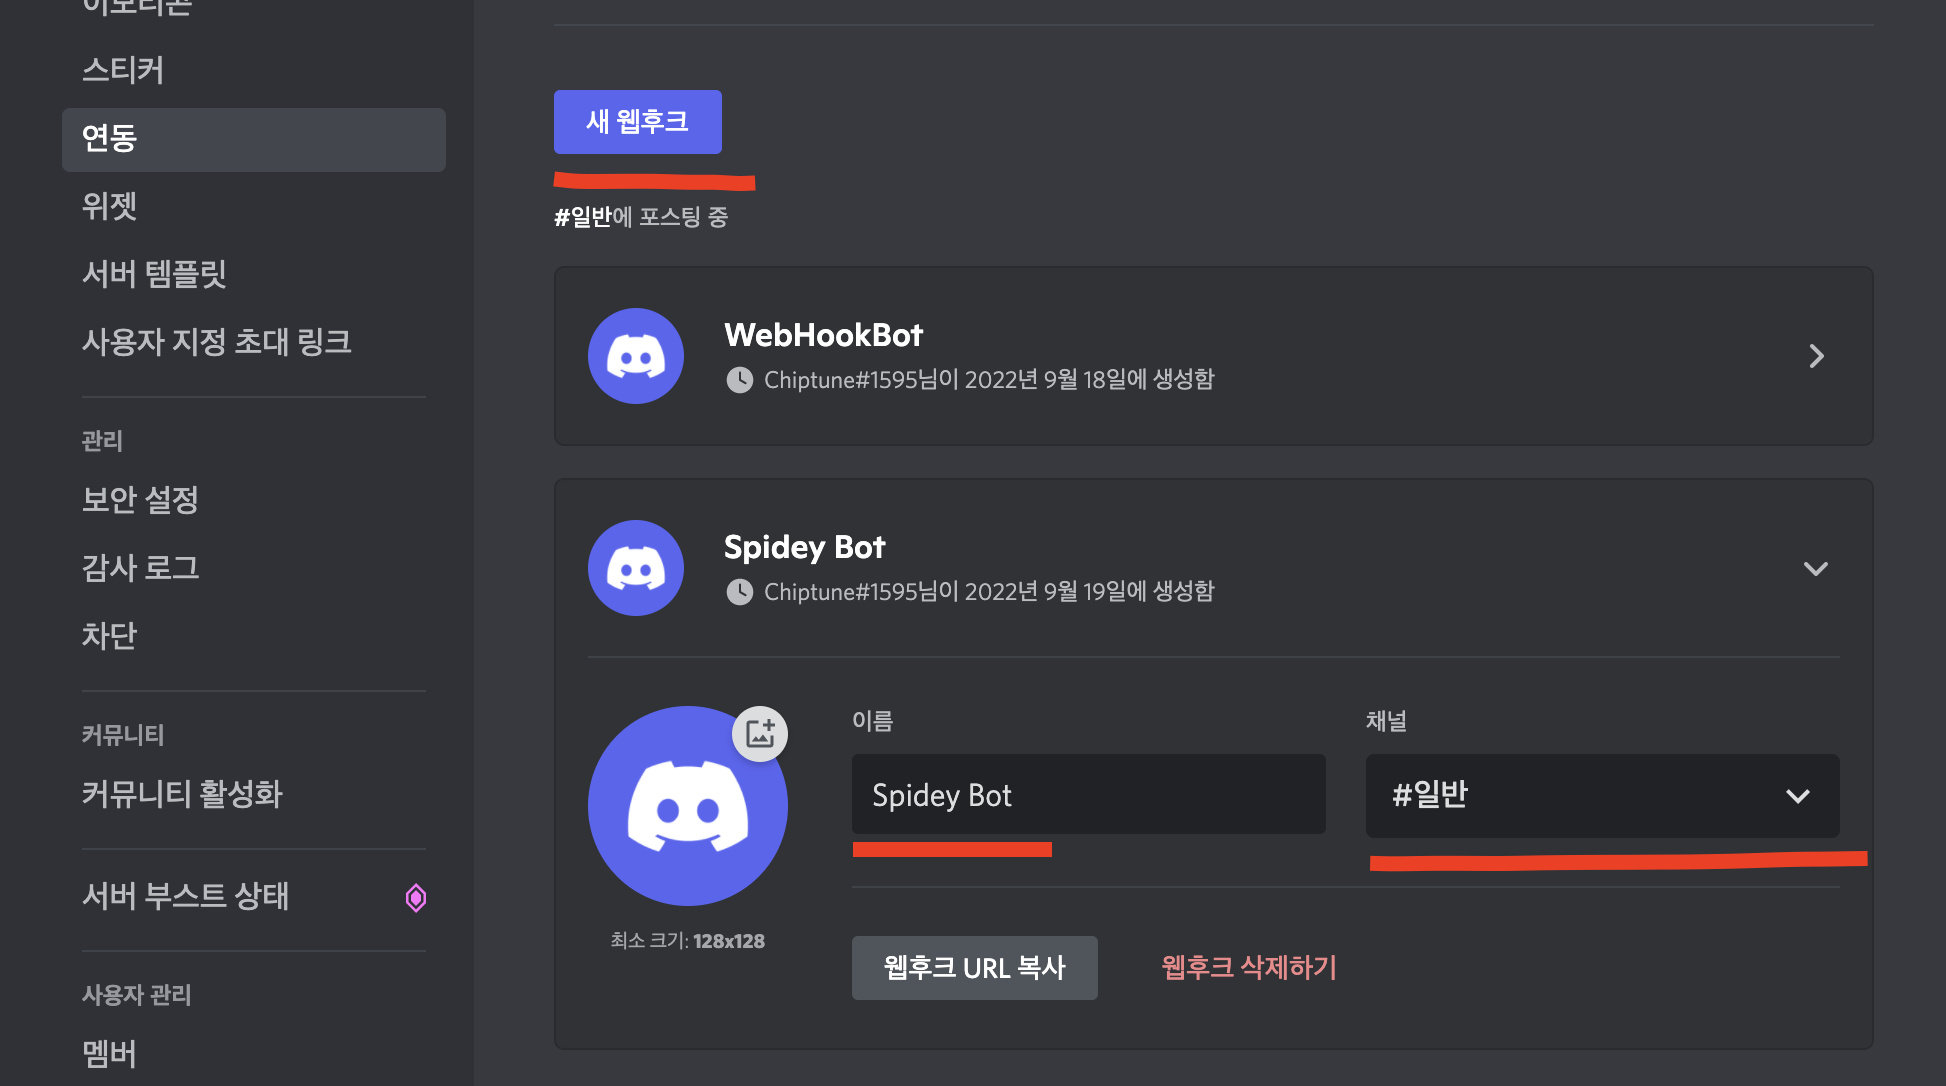 이모티콘
스티커
연동
위젯
서버 템플릿
사용자 지정 초대 링크
관리
보안 설정
감사 로그
차단
커뮤니티
커뮤니티 활성화
서버 부스트 상태
사용자 관리
멤버
새 웹후크
#일반에 포스팅 중
WebHookBot
Chiptune#1595님이 2022년 9월 18일에 생성함
Spidey Bot
Chiptune#1595님이 2022년 9월 19일에 생성함
최소 크기: 128x128
이름
Spidey Bot
채널
#일반
웹후크 URL 복사
웹후크 삭제하기